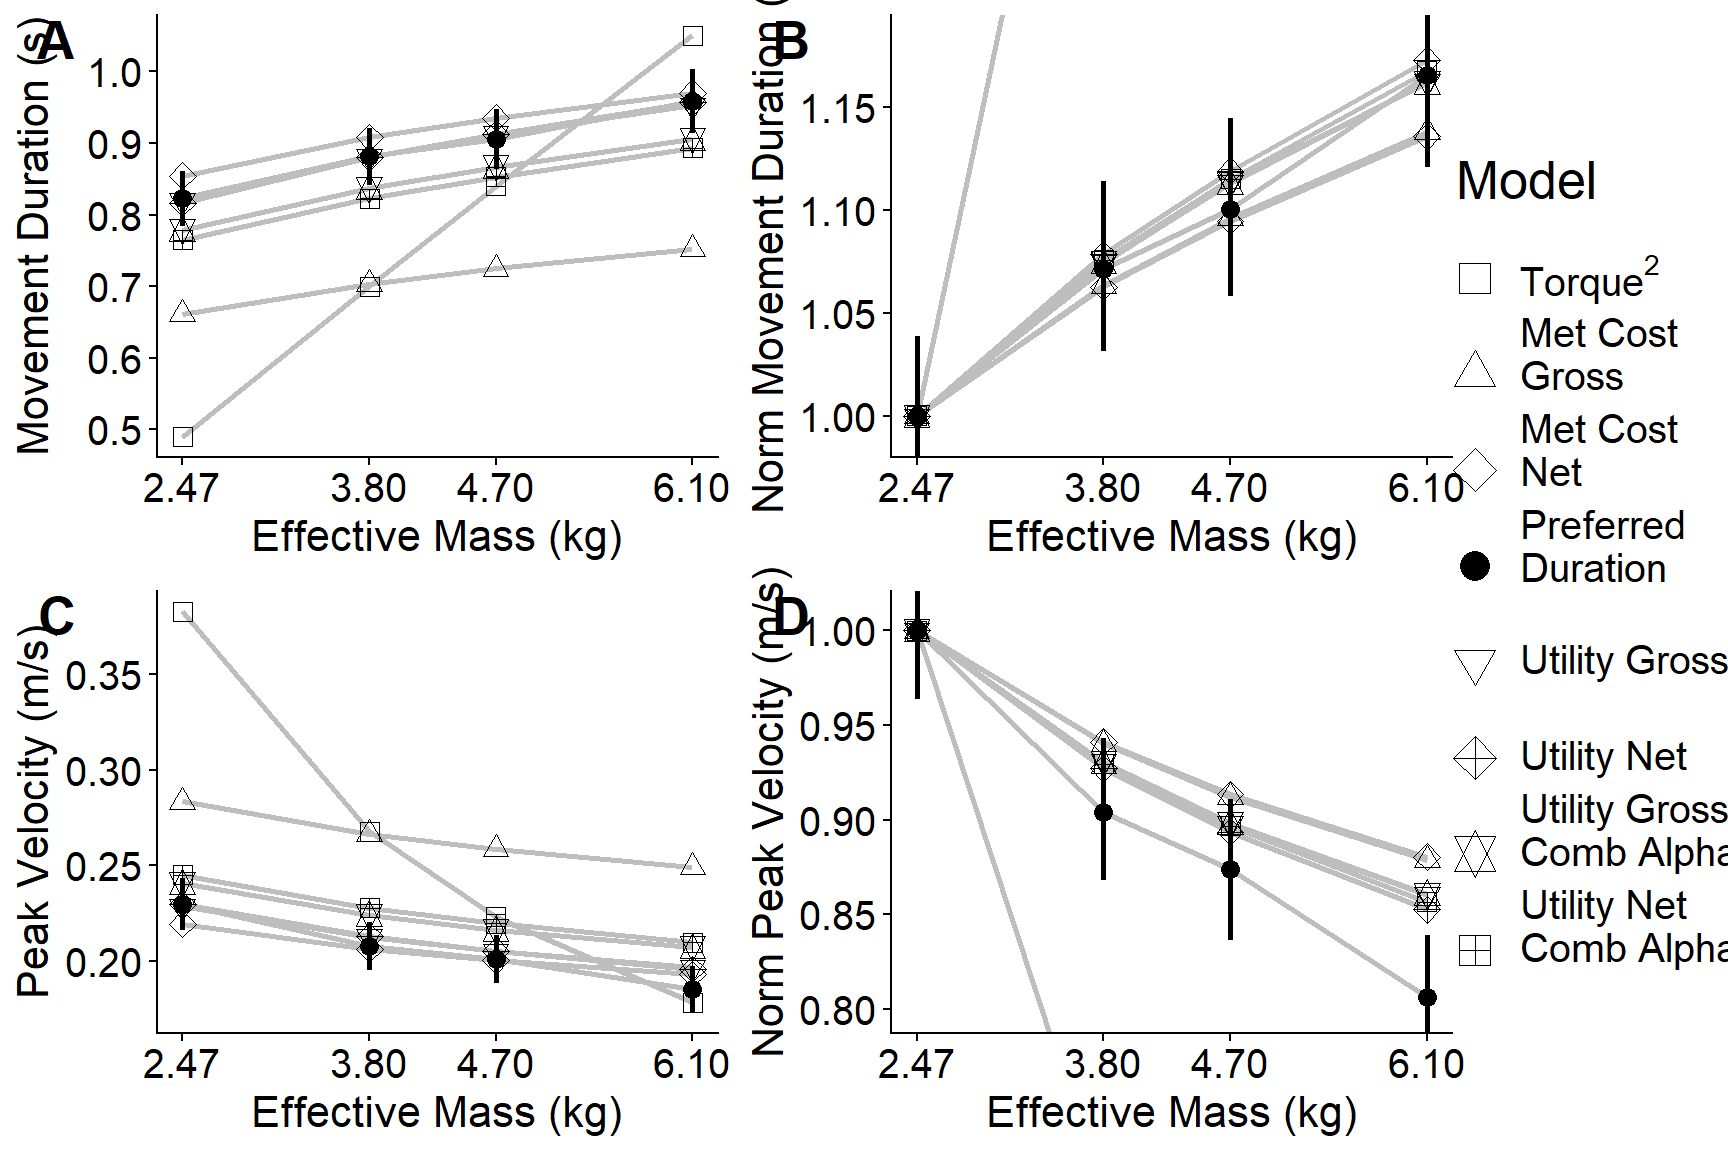 A
Movement Duration (s)
1.0
0.9
0.8
0.7
0.6
0.5
2.47 3.80 4.70 6.10
Effective Mass (kg)
B
Norm Movement Duration (
1.15
1.10
1.05
1.00
2.47 3.80 4.70 6.10
Effective Mass (kg)
C
Peak Velocity (m/s)
0.35
0.30
0.25
0.20
2.47 3.80 4.70 6.10
Effective Mass (kg)
D
Norm Peak Velocity (m/s)
1.00
0.95
0.90
0.85
0.80
2.47 3.80 4.70 6.10
Effective Mass (kg)
Model
Torque²
Met Cost
Gross
Met Cost
Net
Preferred
Duration
Utility Gross
Utility Net
Utility Gross
Comb Alpha
Utility Net
Comb Alpha